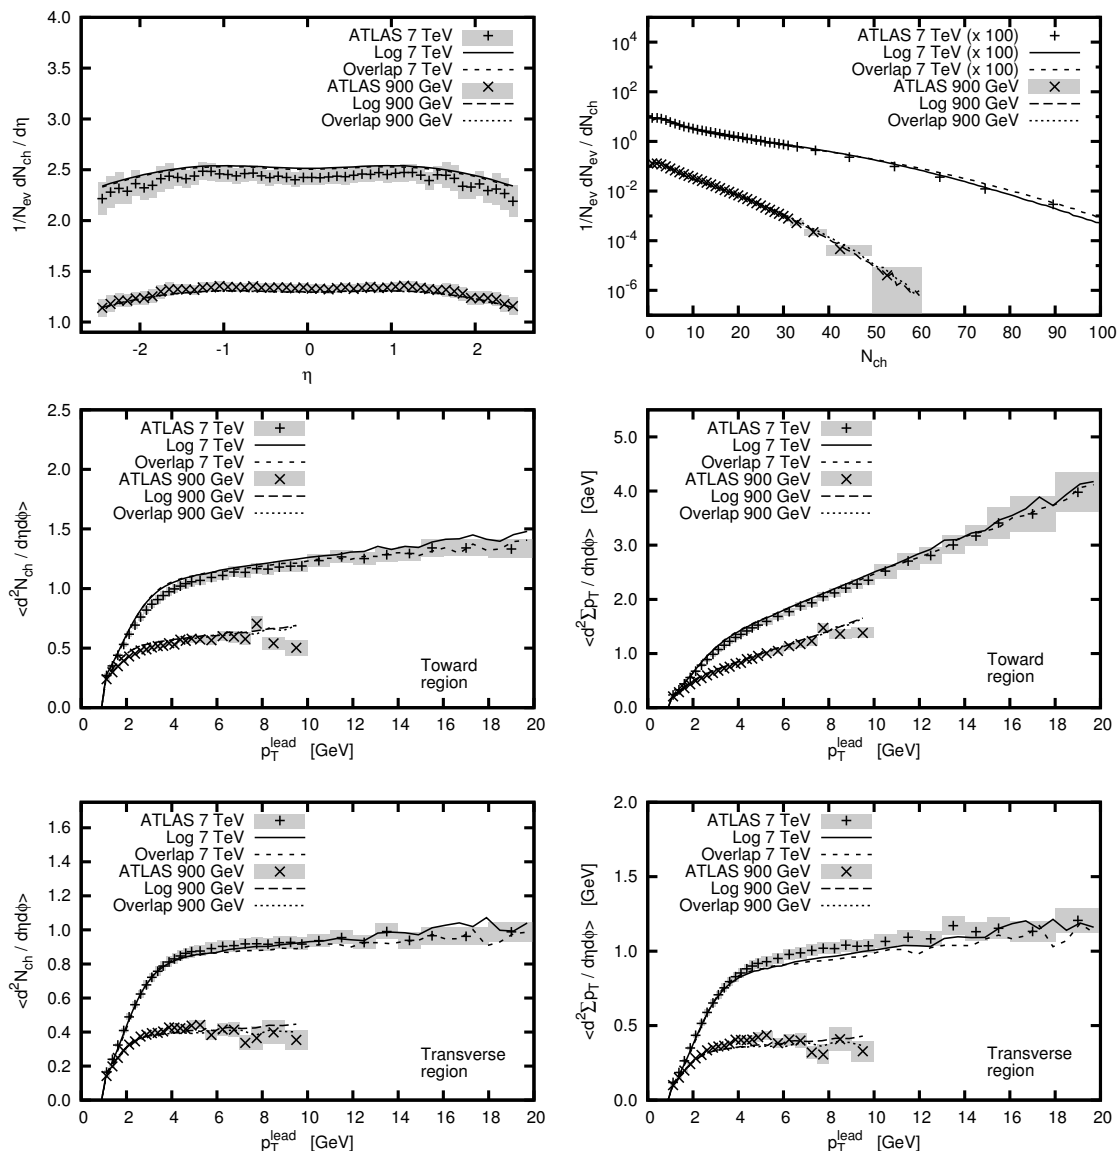 1/N_ev dN_ch / dη
4.0
3.5
3.0
2.5
2.0
1.5
1.0
ATLAS 7 TeV
Log 7 TeV
Overlap 7 TeV
ATLAS 900 GeV
Log 900 GeV
Overlap 900 GeV
-2 -1 0 1 2
η
1/N_ev dN_ev / dN_ch
10^4
10^2
10^0
10^-2
10^-4
10^-6
ATLAS 7 TeV (x 100)
Log 7 TeV (x 100)
Overlap 7 TeV (x 100)
ATLAS 900 GeV
Log 900 GeV
Overlap 900 GeV
0 10 20 30 40 50 60 70 80 90 100
N_ch
<d^2N_ch / dηdϕ>
2.5
2.0
1.5
1.0
0.5
0.0
ATLAS 7 TeV
Log 7 TeV
Overlap 7 TeV
ATLAS 900 GeV
Log 900 GeV
Overlap 900 GeV
Toward
region
0 2 4 6 8 10 12 14 16 18 20
p_T^lead [GeV]
<d^2Σp_T / dηdϕ> [GeV]
5.0
4.0
3.0
2.0
1.0
0.0
ATLAS 7 TeV
Log 7 TeV
Overlap 7 TeV
ATLAS 900 GeV
Log 900 GeV
Overlap 900 GeV
Toward
region
0 2 4 6 8 10 12 14 16 18 20
p_T^lead [GeV]
<d^2N_ch / dηdϕ>
1.6
1.4
1.2
1.0
0.8
0.6
0.4
0.2
0.0
ATLAS 7 TeV
Log 7 TeV
Overlap 7 TeV
ATLAS 900 GeV
Log 900 GeV
Overlap 900 GeV
Transverse
region
0 2 4 6 8 10 12 14 16 18 20
p_T^lead [GeV]
<d^2Σp_T / dηdϕ> [GeV]
2.0
1.5
1.0
0.5
0.0
ATLAS 7 TeV
Log 7 TeV
Overlap 7 TeV
ATLAS 900 GeV
Log 900 GeV
Overlap 900 GeV
Transverse
region
0 2 4 6 8 10 12 14 16 18 20
p_T^lead [GeV]